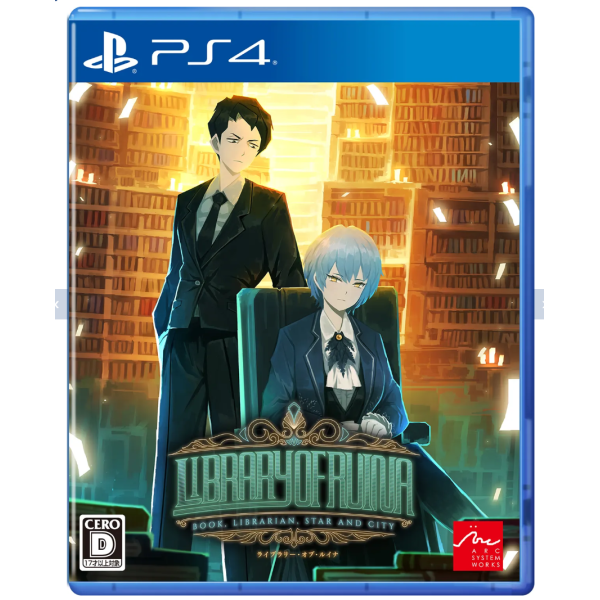 PS4
LIBRARY OF RUINA
BOOK, LIBRARIAN, STAR AND CITY
ライブラリー・オブ・ルイナ
CERO
D
17才以上対象
ARC
SYSTEM
WORKS